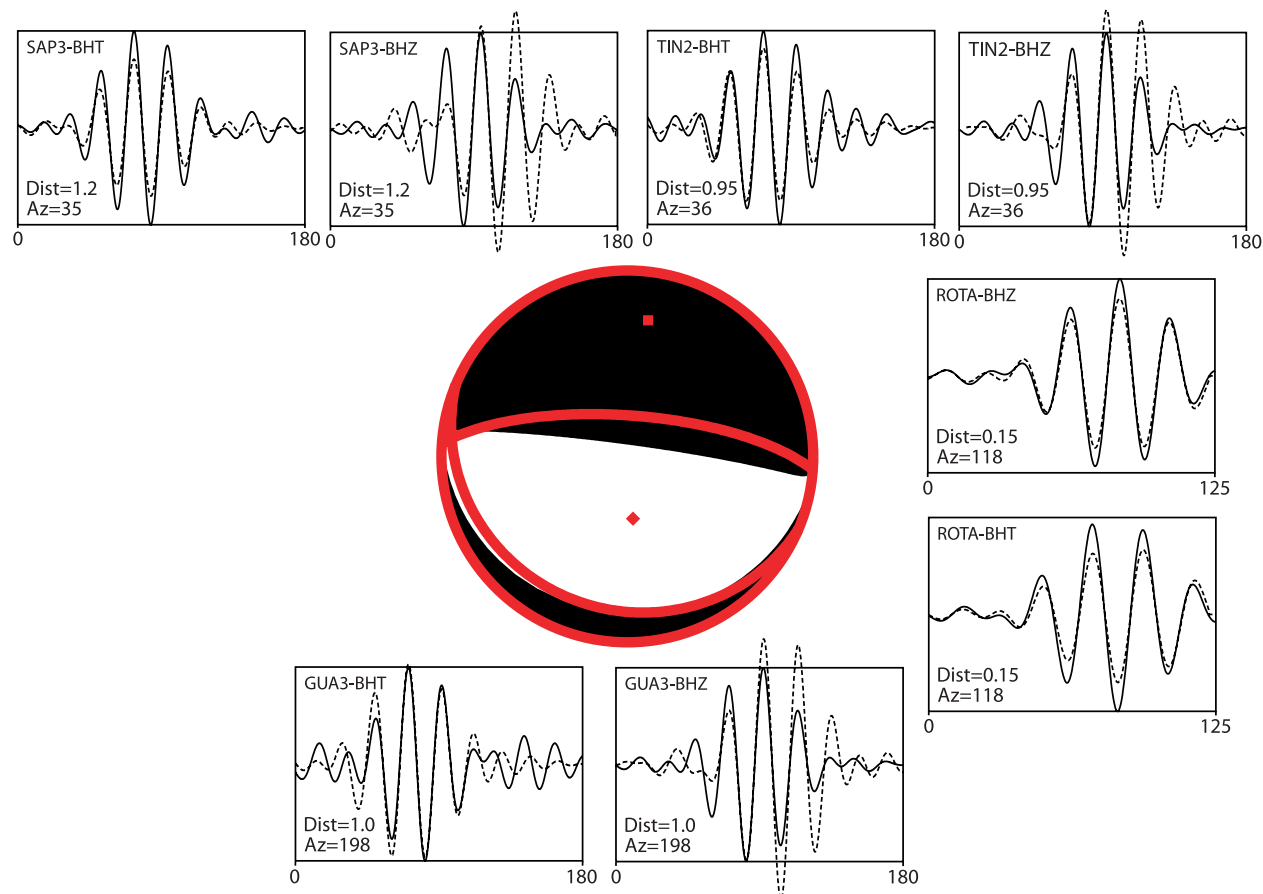 SAP3-BHT
Dist=1.2
Az=35
0 180
SAP3-BHZ
Dist=1.2
Az=35
0 180
TIN2-BHT
Dist=0.95
Az=36
0 180
TIN2-BHZ
Dist=0.95
Az=36
0 180
ROTA-BHZ
Dist=0.15
Az=118
0 125
ROTA-BHT
Dist=0.15
Az=118
0 125
GUA3-BHT
Dist=1.0
Az=198
0 180
GUA3-BHZ
Dist=1.0
Az=198
0 180